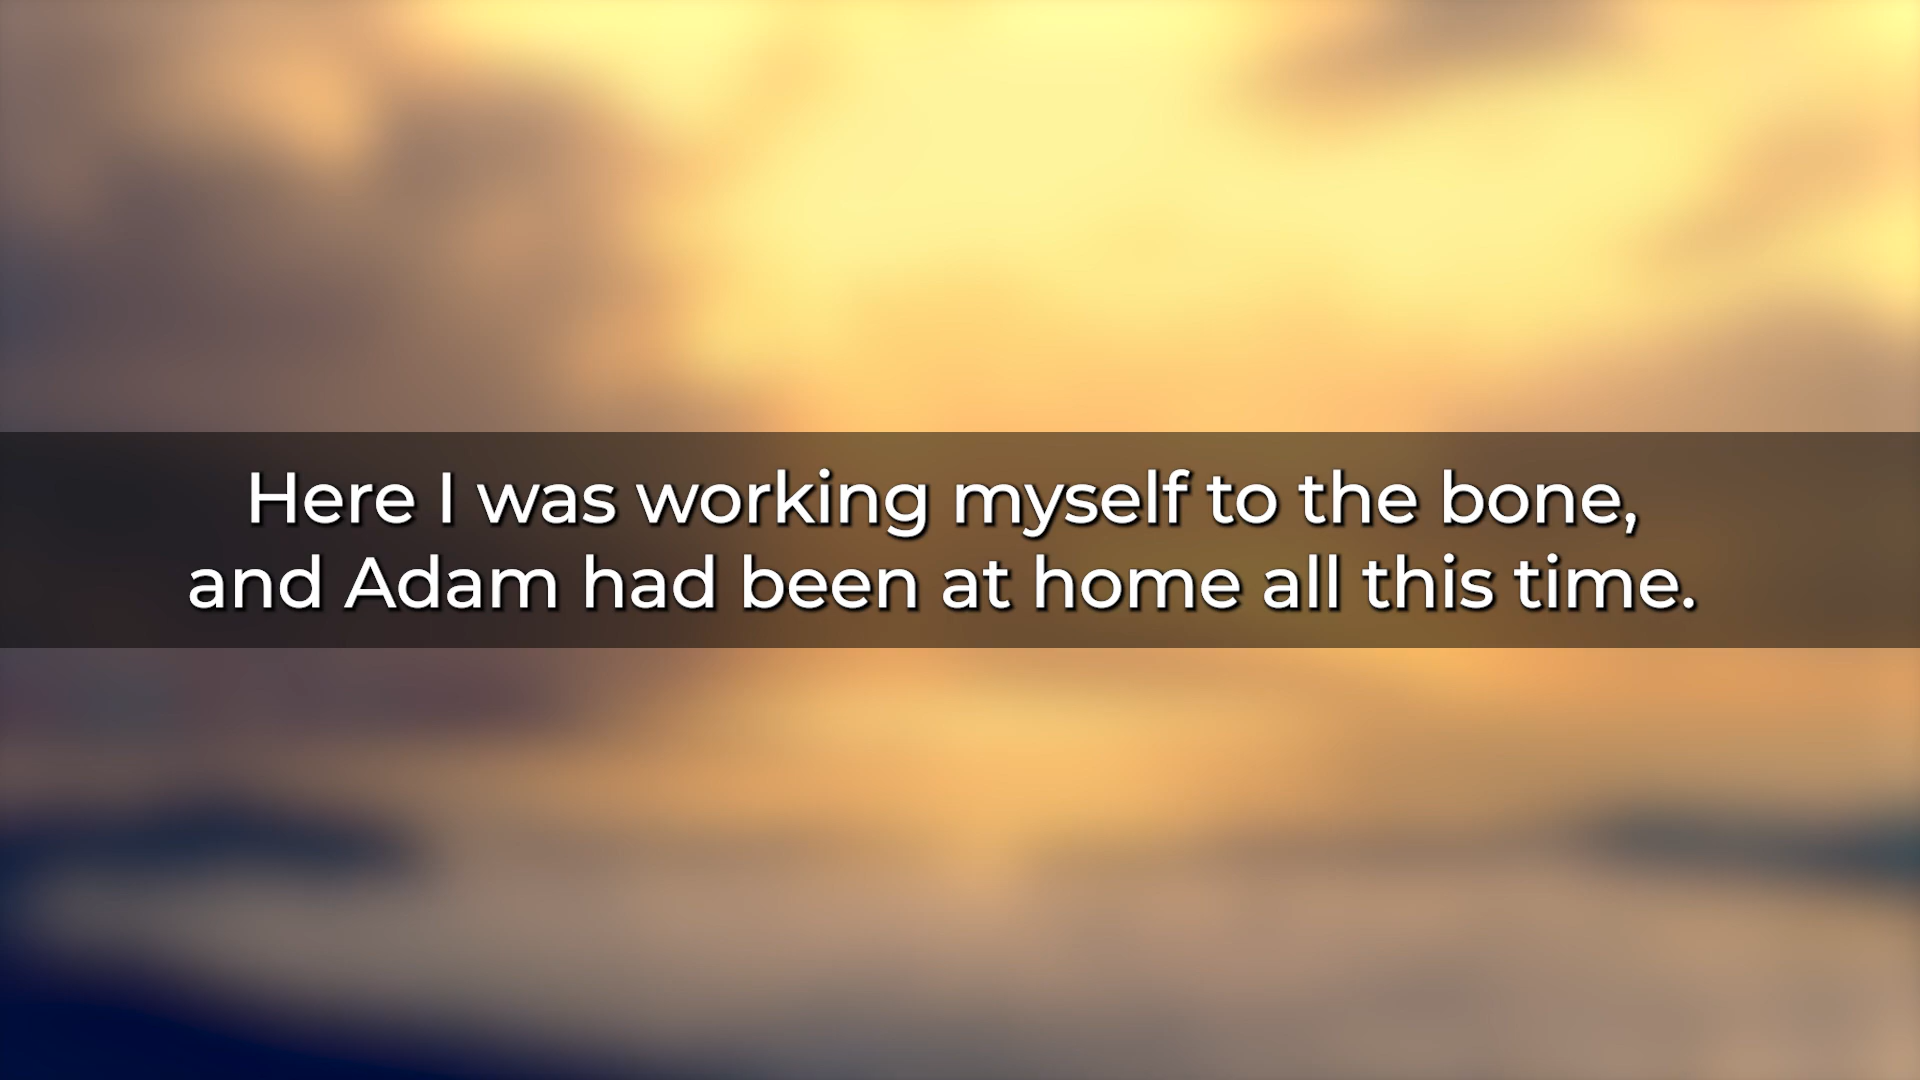 Here I was working myself to the bone,
and Adam had been at home all this time.